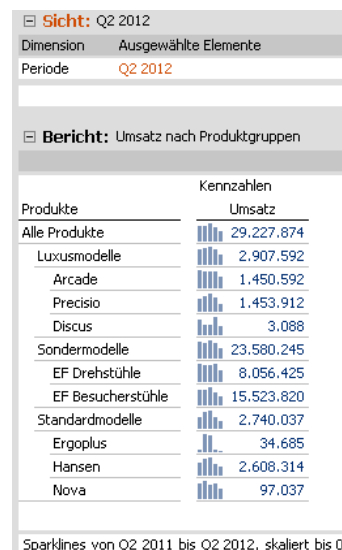 Sicht: Q2 2012
Dimension Ausgewählte Elemente
Periode Q2 2012
Bericht: Umsatz nach Produktgruppen
Kennzahlen
Produkte Umsatz
Alle Produkte 29.227.874
Luxusmodelle 2.907.592
Arcade 1.450.592
Precisio 1.453.912
Discus 3.088
Sondermodelle 23.580.245
EF Drehstühle 8.056.425
EF Besucherstühle 15.523.820
Standardmodelle 2.740.037
Ergoplus 34.685
Hansen 2.608.314
Nova 97.037
Sparklines von Q2 2011 bis Q2 2012, skaliert bis 0